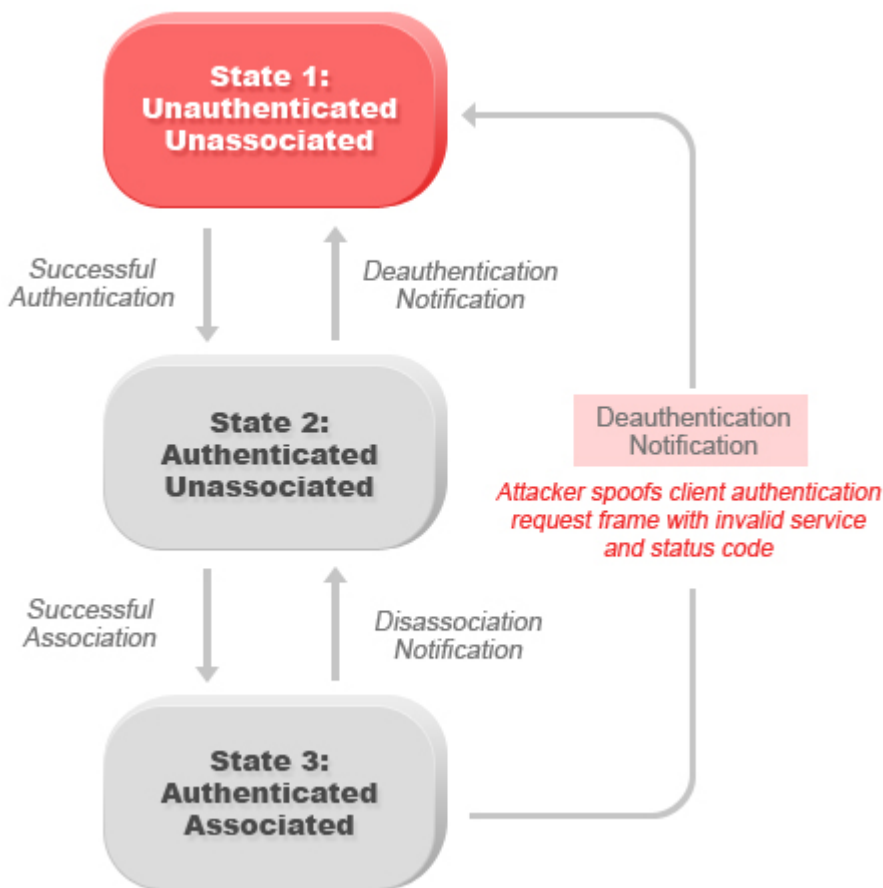 State 1:
Unauthenticated
Unassociated
Successful
Authentication
Deauthentication
Notification
State 2:
Authenticated
Unassociated
Deauthentication
Notification
Attacker spoofs client authentication
request frame with invalid service
and status code
Successful
Association
Disassociation
Notification
State 3:
Authenticated
Associated